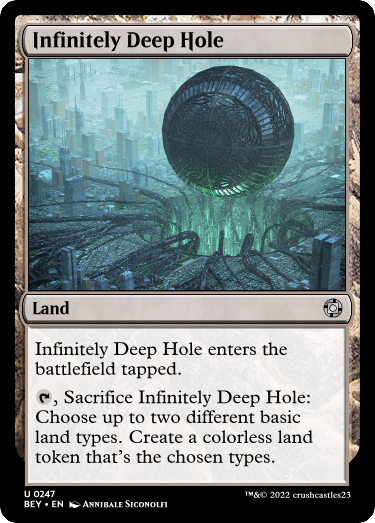 Infinitely Deep Hole
Land
Infinitely Deep Hole enters the
battlefield tapped.
, Sacrifice Infinitely Deep Hole:
Choose up to two different basic
land types. Create a colorless land
token that's the chosen types.
U 0247
BEY • EN Annibale Siconolfi
™&© 2022 crushcastles23